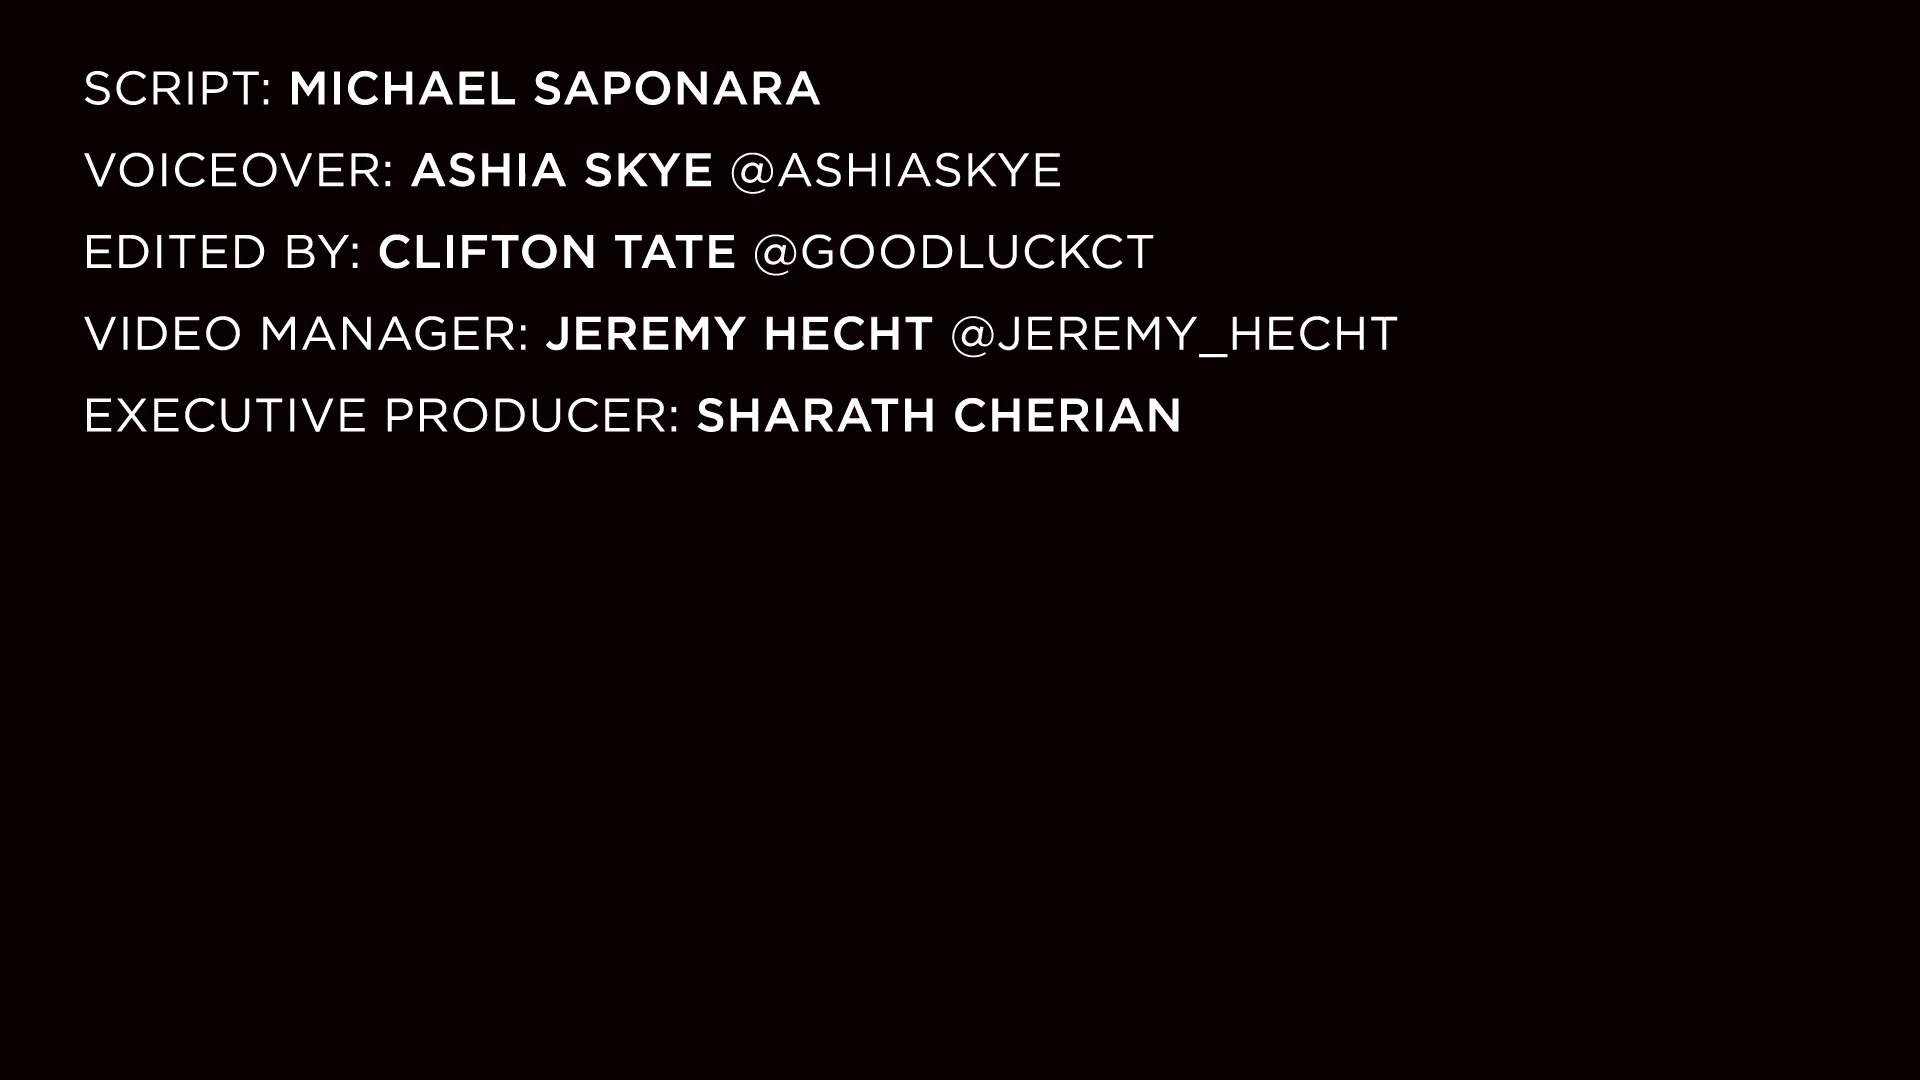 SCRIPT: MICHAEL SAPONARA
VOICEOVER: ASHIA SKYE @ASHIASKYE
EDITED BY: CLIFTON TATE @GOODLUCKCT
VIDEO MANAGER: JEREMY HECHT @JEREMY_HECHT
EXECUTIVE PRODUCER: SHARATH CHERIAN